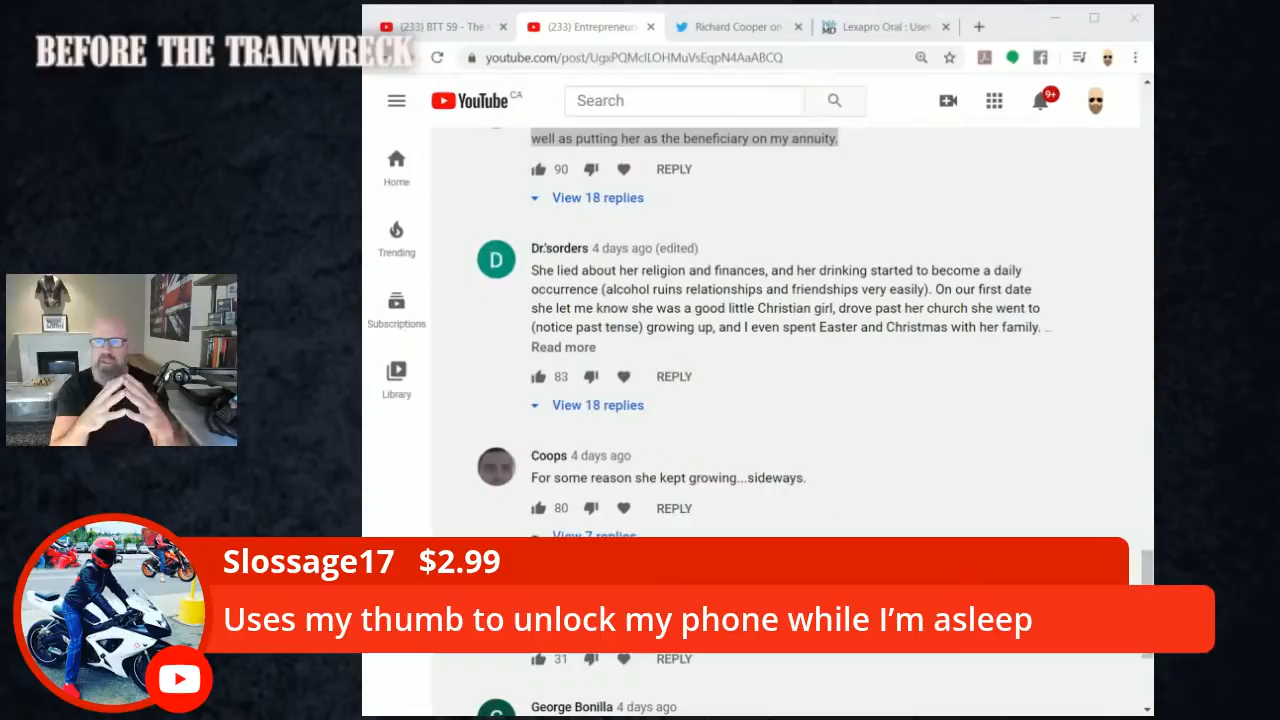 BEFORE THE TRAINWRECK
(233) BTT 59 - The
(233) Entrepreneur
Richard Cooper on
Lexapro Oral : Uses
youtube.com/post/UgxPQMclLOHMuVsEqpN4AaABCQ
YouTube CA
Search
9+
Home
Trending
Subscriptions
Library
well as putting her as the beneficiary on my annuity.
90 REPLY
View 18 replies
D
Dr.'sorders 4 days ago (edited)
She lied about her religion and finances, and her drinking started to become a daily
occurrence (alcohol ruins relationships and friendships very easily). On our first date
she let me know she was a good little Christian girl, drove past her church she went to
(notice past tense) growing up, and I even spent Easter and Christmas with her family. ...
Read more
83 REPLY
View 18 replies
Coops 4 days ago
For some reason she kept growing...sideways.
80 REPLY
View 7 replies
Slossage17 $2.99
Uses my thumb to unlock my phone while I'm asleep
31 REPLY
George Bonilla 4 days ago